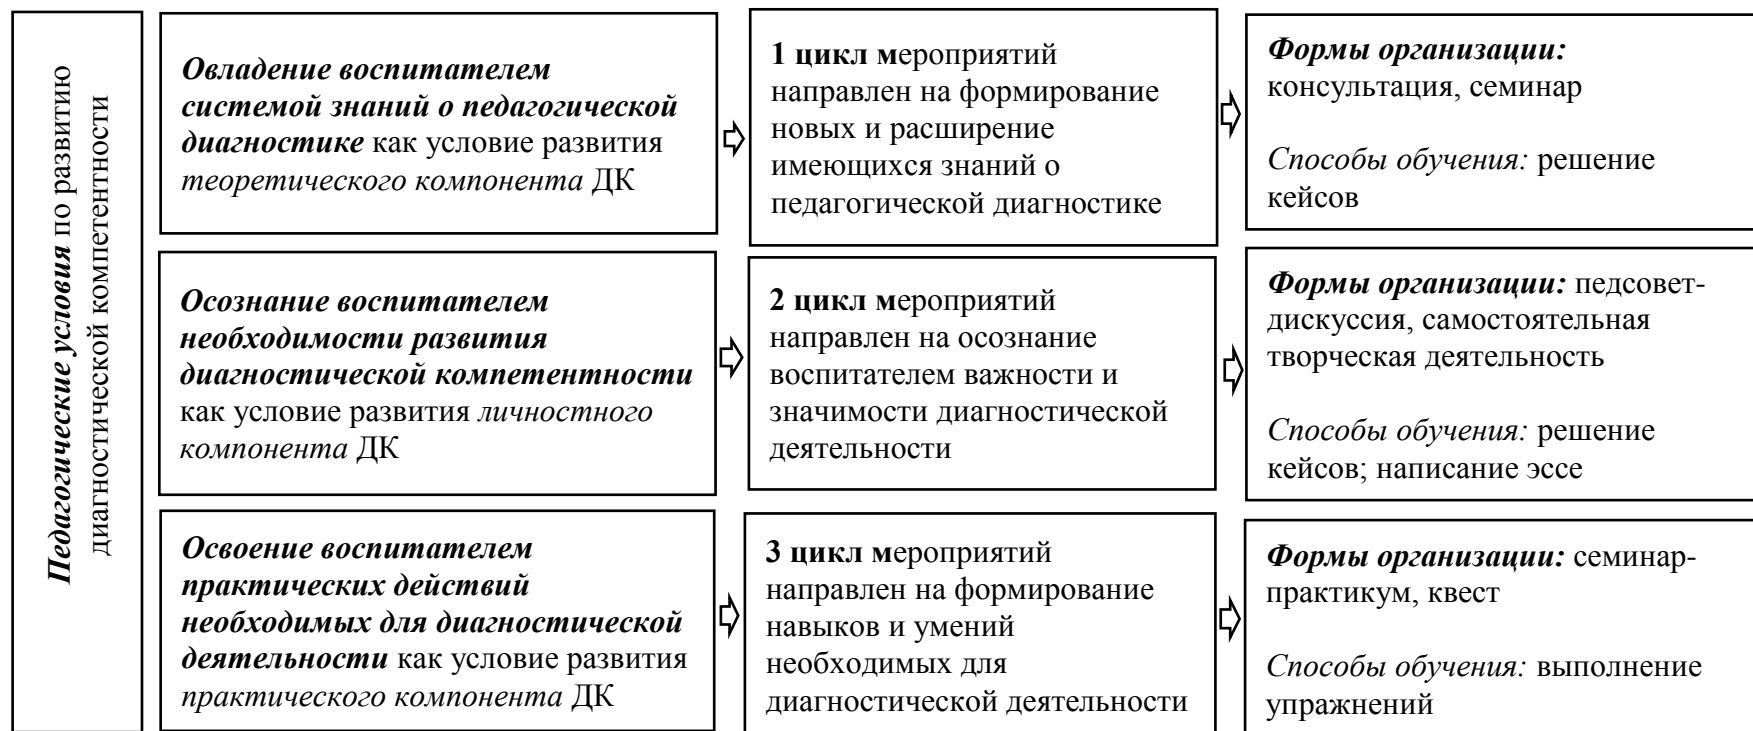 Педагогические условия по развитию
диагностической компетентности
Овладение воспитателем
системой знаний о педагогической
диагностике как условие развития
теоретического компонента ДК
1 цикл мероприятий
направлен на формирование
новых и расширение
имеющихся знаний о
педагогической диагностике
Формы организации:
консультация, семинар
Способы обучения: решение
кейсов
Осознание воспитателем
необходимости развития
диагностической компетентности
как условие развития личностного
компонента ДК
2 цикл мероприятий
направлен на осознание
воспитателем важности и
значимости диагностической
деятельности
Формы организации: педсовет-
дискуссия, самостоятельная
творческая деятельность
Способы обучения: решение
кейсов; написание эссе
Освоение воспитателем
практических действий
необходимых для диагностической
деятельности как условие развития
практического компонента ДК
3 цикл мероприятий
направлен на формирование
навыков и умений
необходимых для
диагностической деятельности
Формы организации: семинар-
практикум, квест
Способы обучения: выполнение
упражнений